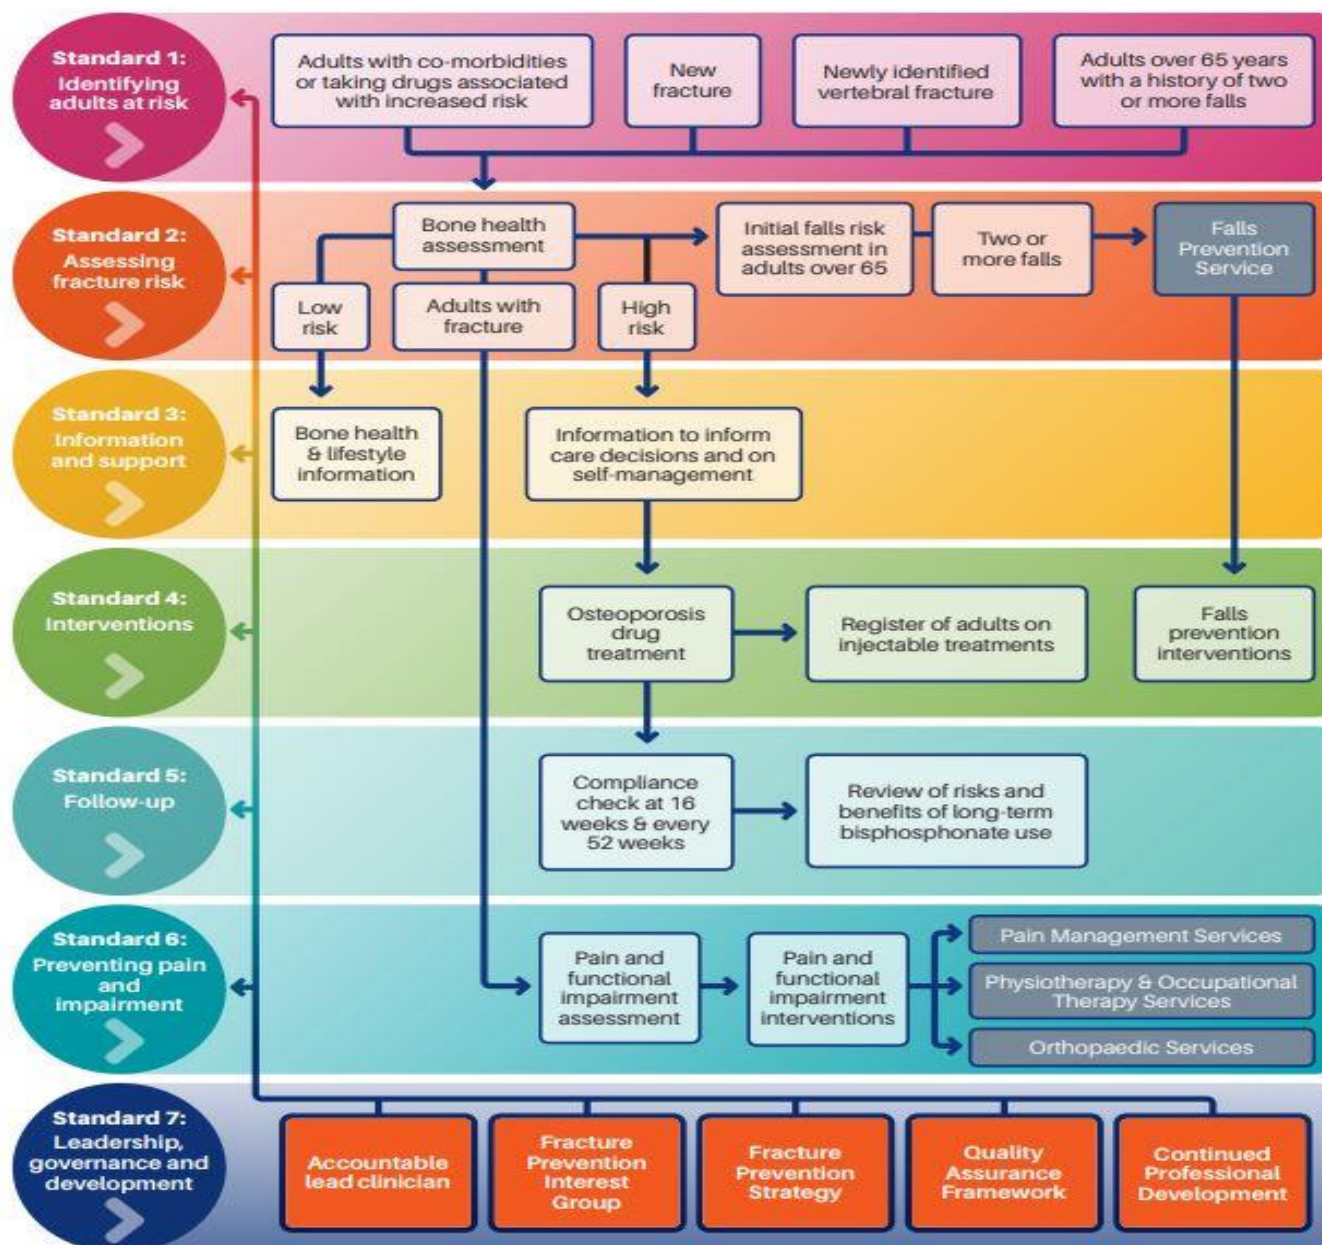 Standard 1:
Identifying
adults at risk
Adults with co-morbidities
or taking drugs associated
with increased risk
New
fracture
Newly identified
vertebral fracture
Adults over 65 years
with a history of two
or more falls
Standard 2:
Assessing
fracture risk
Bone health
assessment
Initial falls risk
assessment in
adults over 65
Two or
more falls
Falls
Prevention
Service
Low
risk
Adults with
fracture
High
risk
Standard 3:
Information
and support
Bone health
& lifestyle
information
Information to inform
care decisions and on
self-management
Standard 4:
Interventions
Osteoporosis
drug
treatment
Register of adults on
injectable treatments
Falls
prevention
interventions
Standard 5:
Follow-up
Compliance
check at 16
weeks & every
52 weeks
Review of risks and
benefits of long-term
bisphosphonate use
Standard 6:
Preventing pain
and
impairment
Pain and
functional
impairment
assessment
Pain and
functional
impairment
interventions
Pain Management Services
Physiotherapy & Occupational
Therapy Services
Orthopaedic Services
Standard 7:
Leadership,
governance and
development
Accountable
lead clinician
Fracture
Prevention
Interest
Group
Fracture
Prevention
Strategy
Quality
Assurance
Framework
Continued
Professional
Development